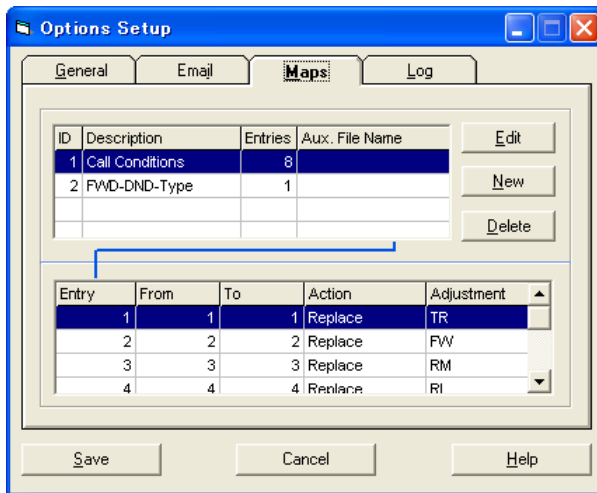 Options Setup
General Email Maps Log
ID Description Entries Aux. File Name
1 Call Conditions 8
2 FWD-DND-Type 1
Edit
New
Delete
Entry From To Action Adjustment
1 1 1 Replace TR
2 2 2 Replace FW
3 3 3 Replace RM
4 4 4 Replace RI
Save Cancel Help